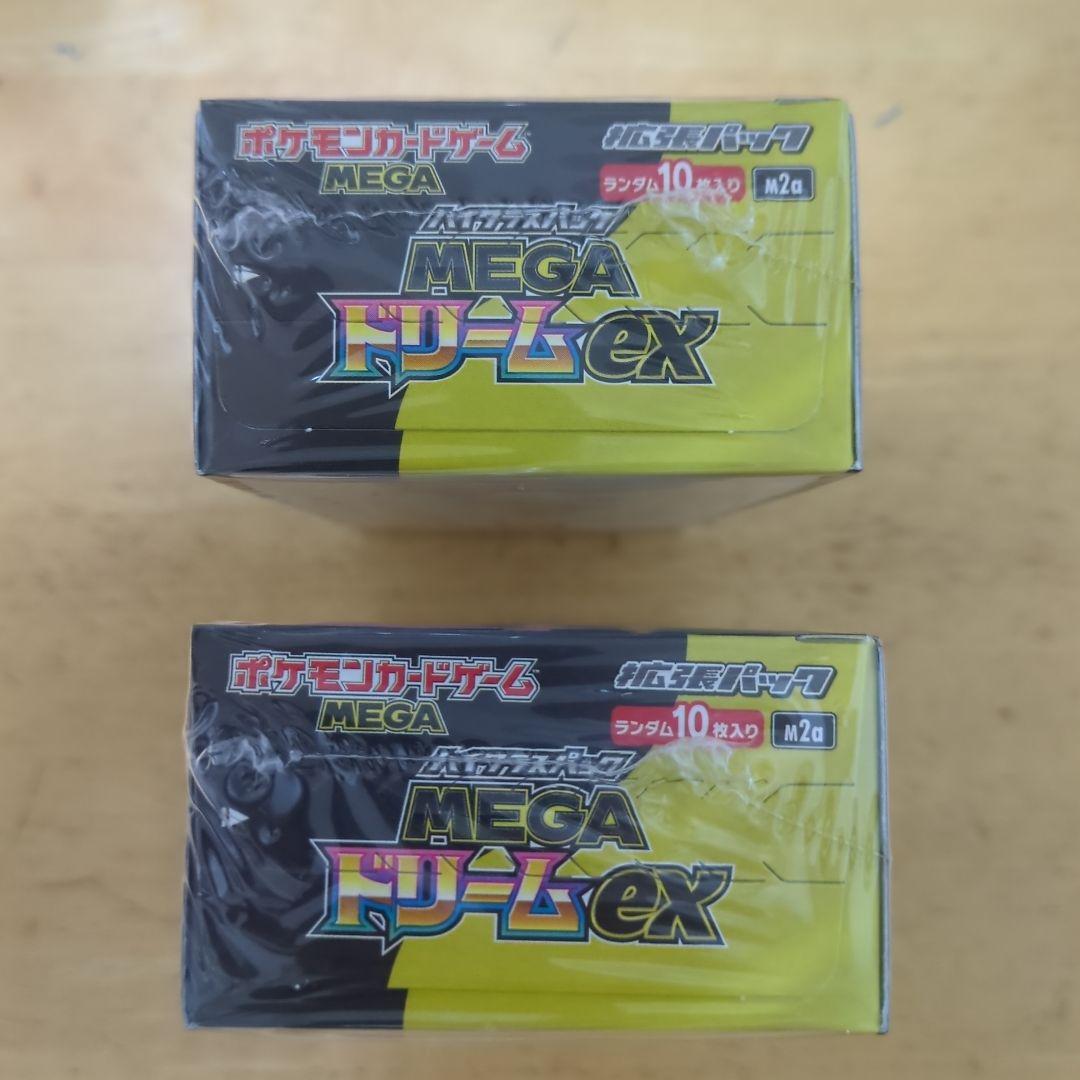 ポケモンカードゲーム
MEGA
拡張パック
ランダム10枚入り
M2a
ハイクラスパック
MEGA
ドリームex
ポケモンカードゲーム
MEGA
拡張パック
ランダム10枚入り
M2a
ハイクラスパック
MEGA
ドリームex